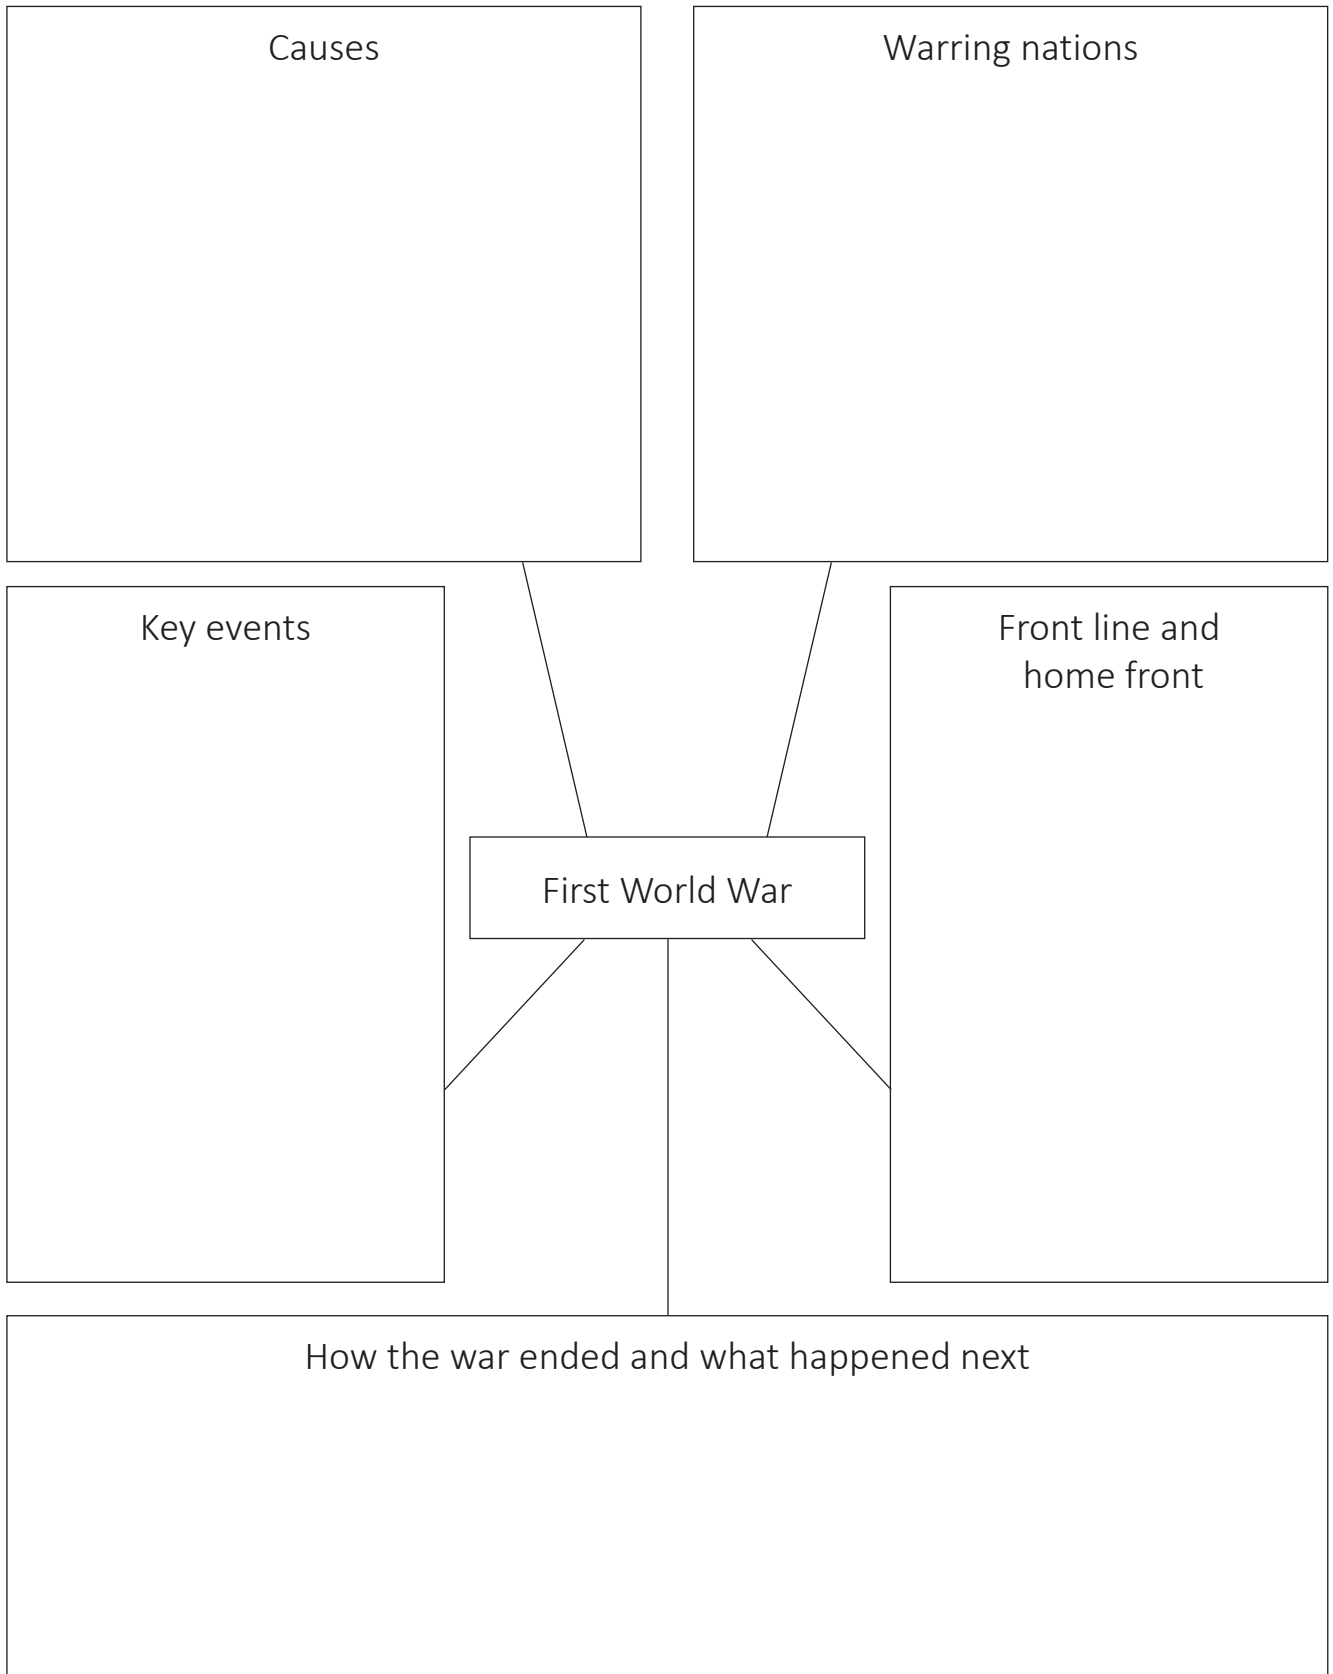 Causes
Warring nations
Key events
Front line and
home front
First World War
How the war ended and what happened next